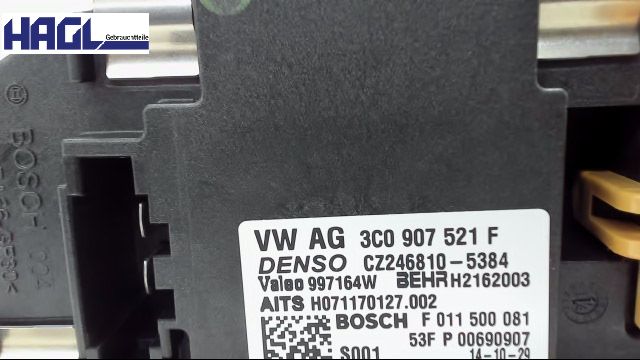 HAGL
Gebrauchtteile
BOSCH
VW AG 3C0 907 521 F
DENSO CZ246810-5384
Valeo 997164W BEHR H2162003
AITS H071170127.002
BOSCH F 011 500 081
53F P 00690907
S001 14-10-29